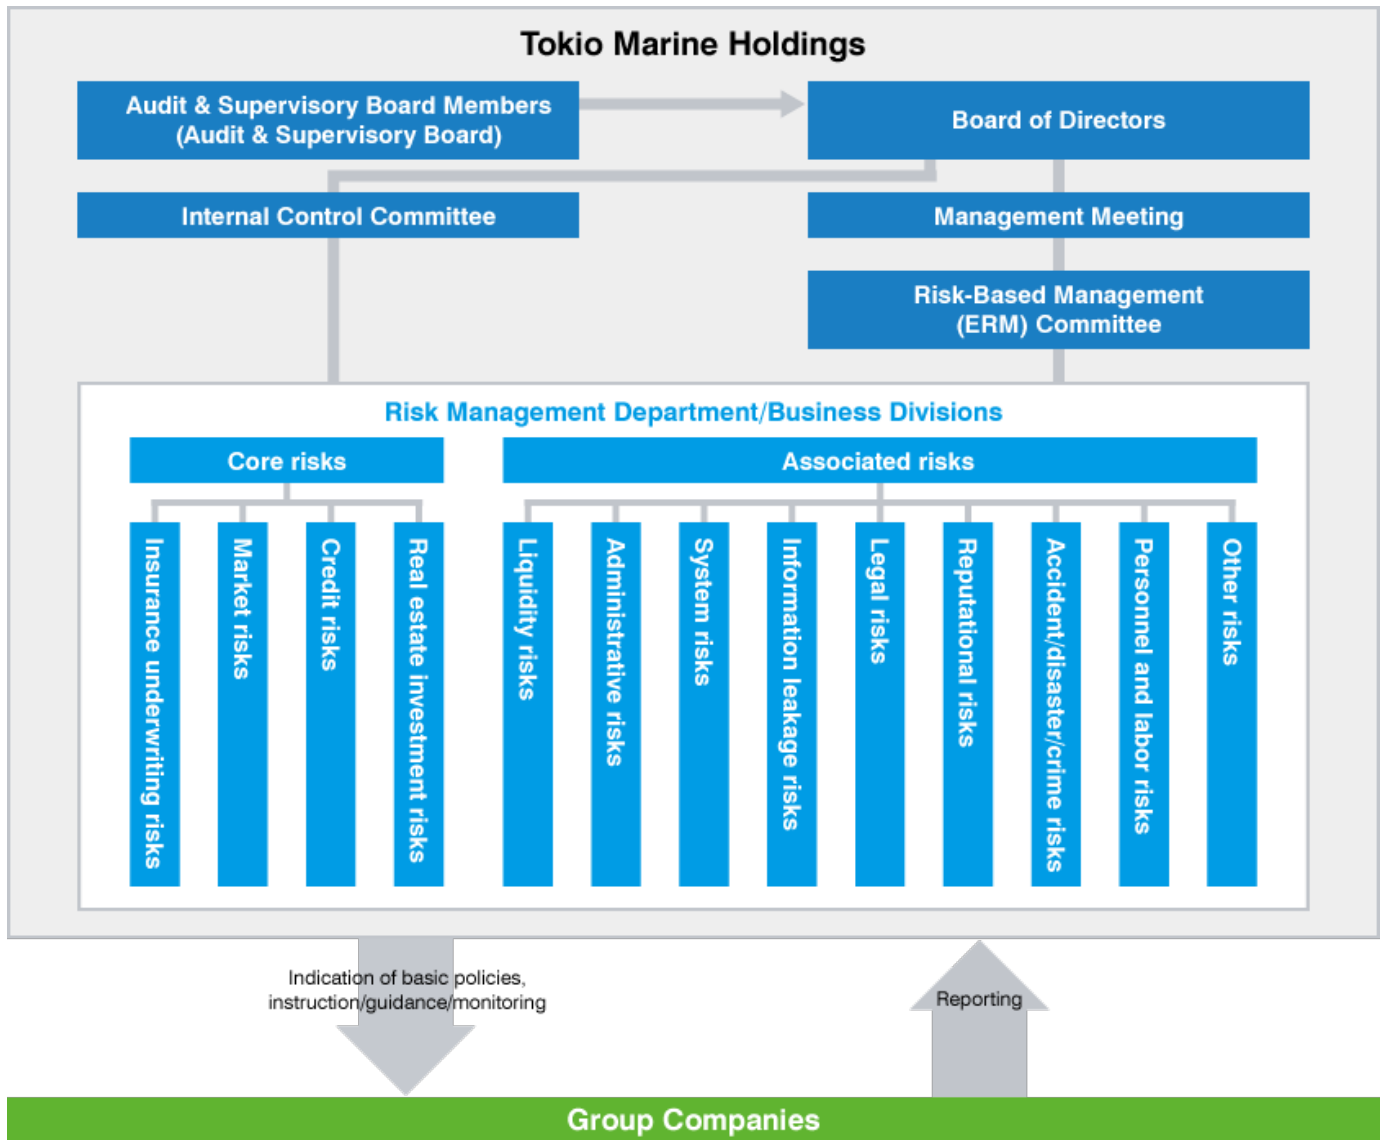 Tokio Marine Holdings
Audit & Supervisory Board Members
(Audit & Supervisory Board)
Board of Directors
Internal Control Committee
Management Meeting
Risk-Based Management
(ERM) Committee
Risk Management Department/Business Divisions
Core risks
Associated risks
Insurance underwriting risks
Market risks
Credit risks
Real estate investment risks
Liquidity risks
Administrative risks
System risks
Information leakage risks
Legal risks
Reputational risks
Accident/disaster/crime risks
Personnel and labor risks
Other risks
Indication of basic policies,
instruction/guidance/monitoring
Reporting
Group Companies